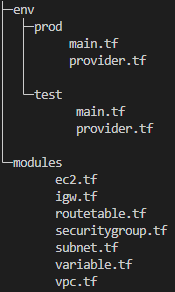 env
prod
main.tf
provider.tf
test
main.tf
provider.tf
modules
ec2.tf
igw.tf
routetable.tf
securitygroup.tf
subnet.tf
variable.tf
vpc.tf